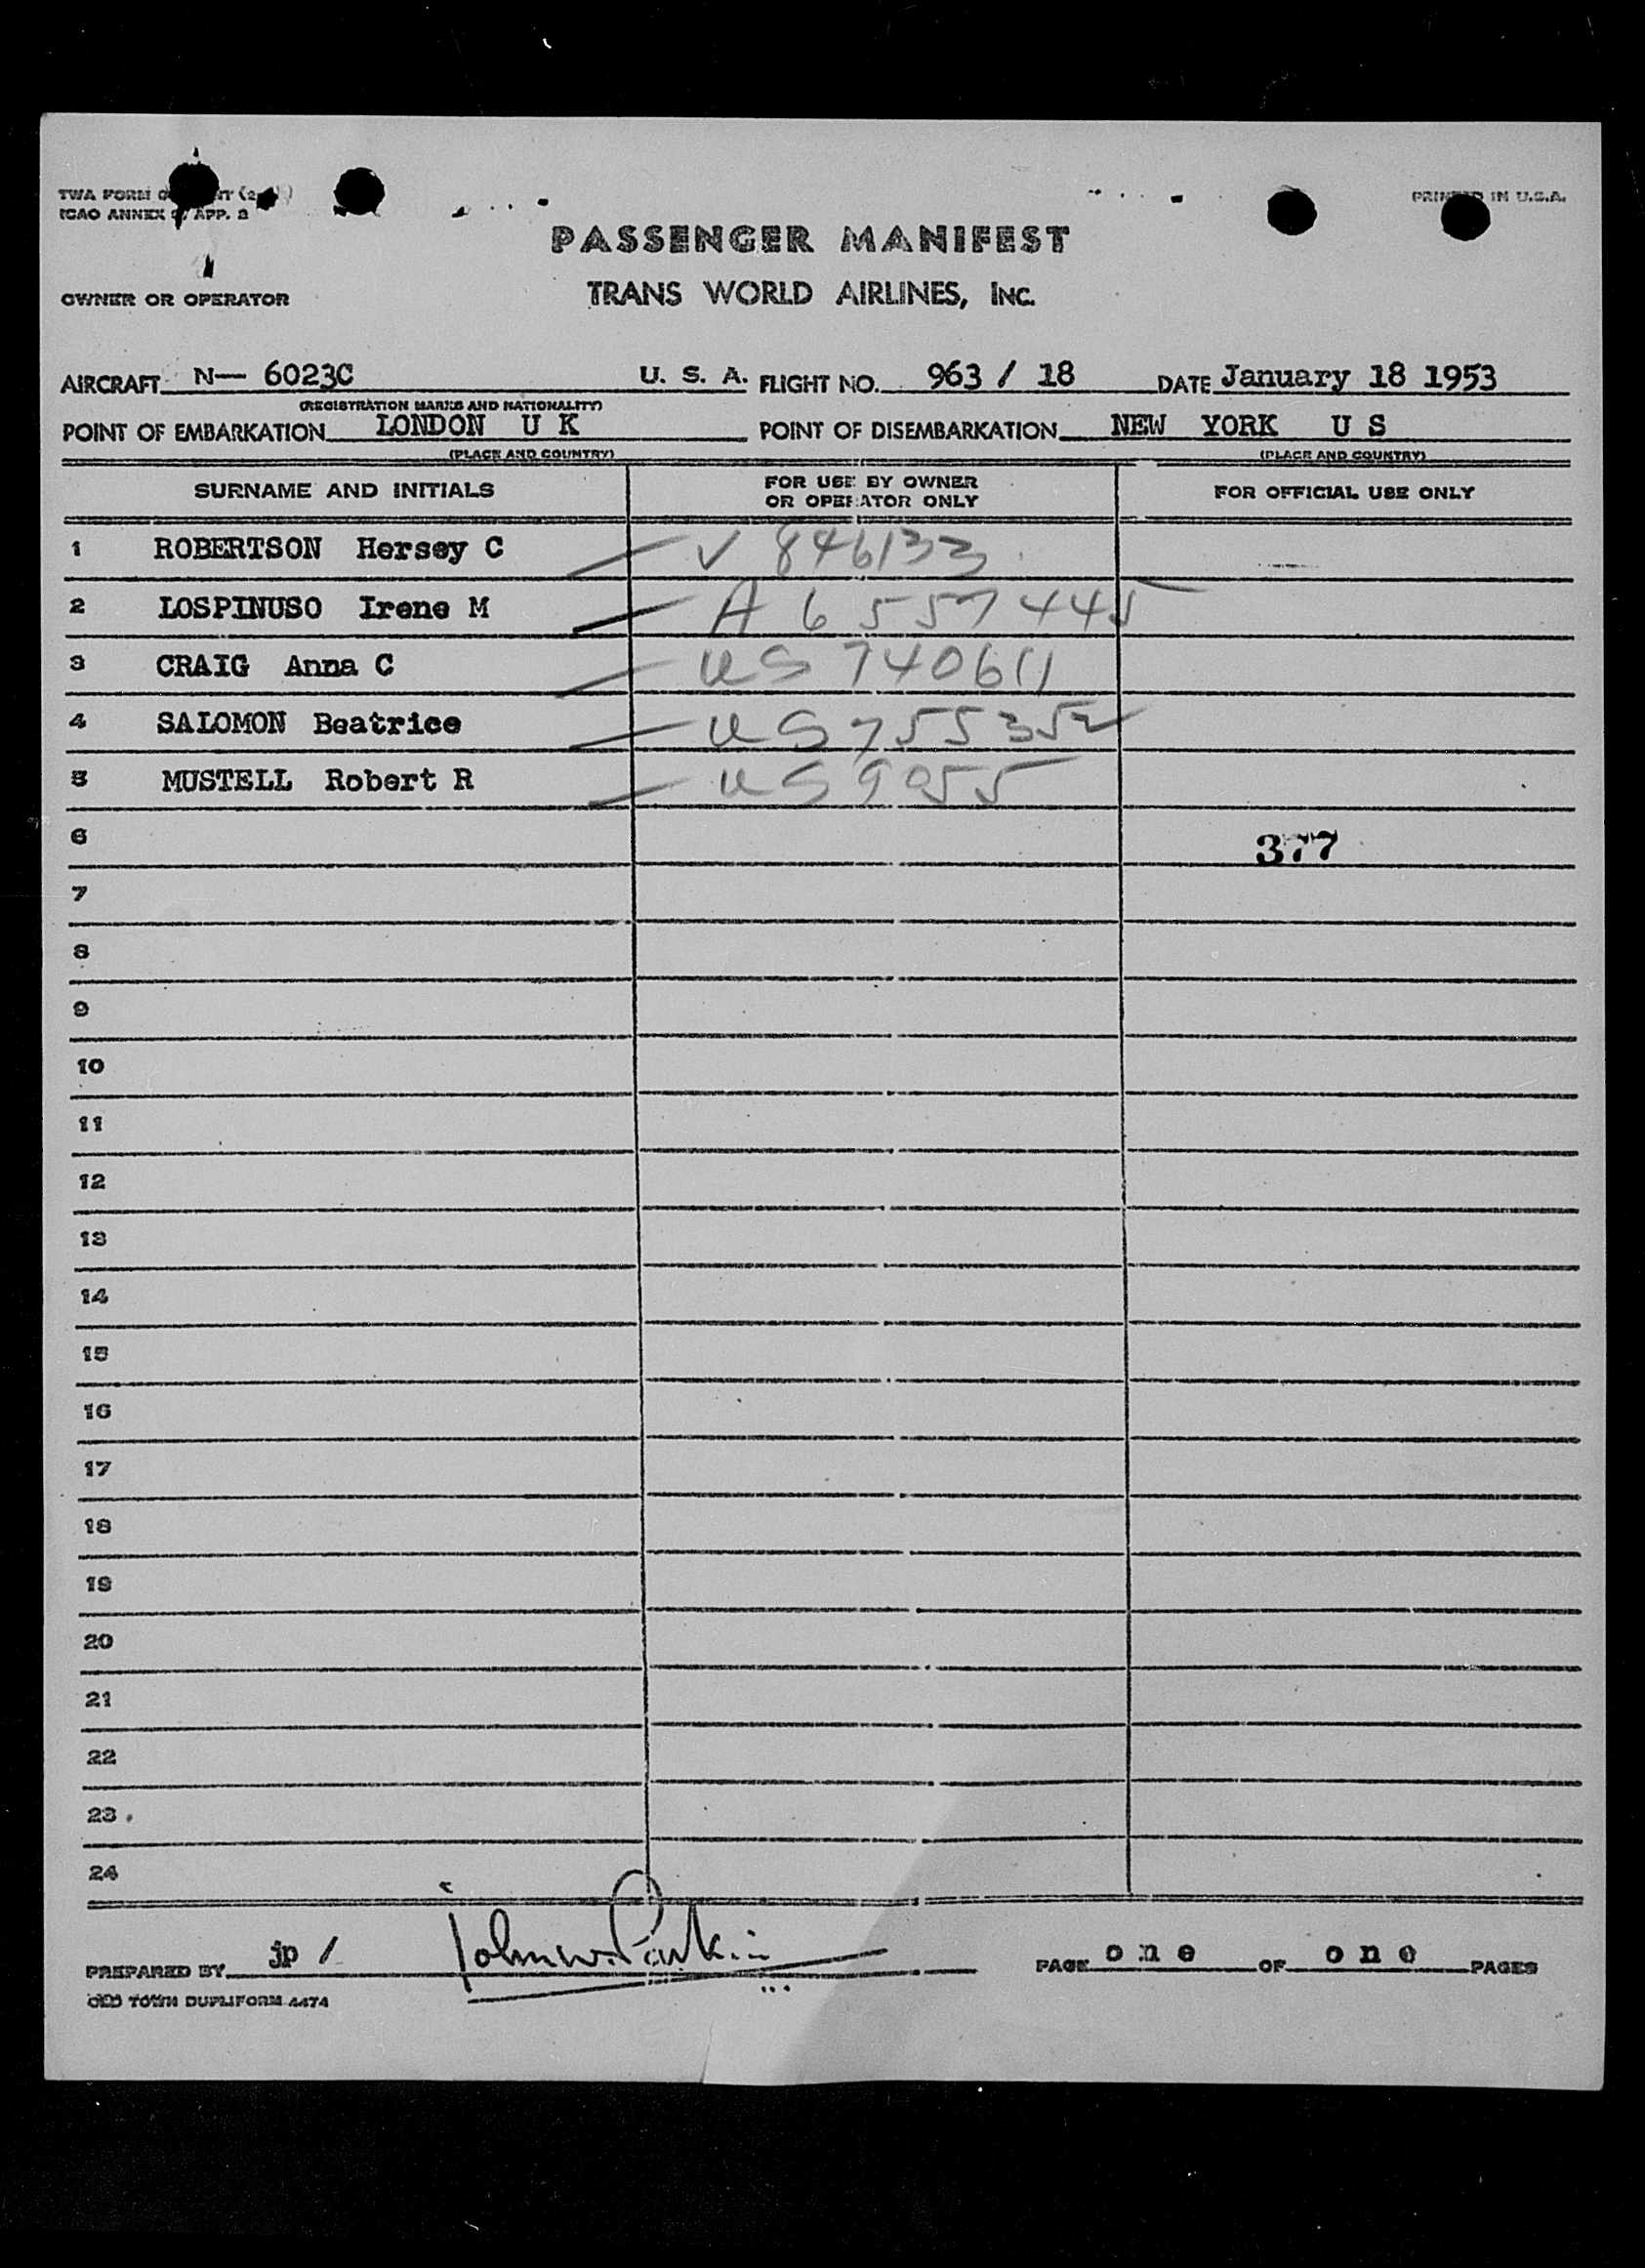 TWA FORM
PRINTED IN U.S.A.
ICAO ANNEX 9, APP. 2
PASSENGER MANIFEST
OWNER OR OPERATOR
TRANS WORLD AIRLINES, INC.
AIRCRAFT N— 6023C U. S. A. FLIGHT NO. 963 / 18 DATE January 18 1953
(REGISTRATION MARKS AND NATIONALITY)
POINT OF EMBARKATION LONDON U K POINT OF DISEMBARKATION NEW YORK U S
(PLACE AND COUNTRY) (PLACE AND COUNTRY)
SURNAME AND INITIALS FOR USE BY OWNER OR OPERATOR ONLY FOR OFFICIAL USE ONLY
1 ROBERTSON Hersey C V 846133
2 LOSPINUSO Irene M A 6557445
3 CRAIG Anna C US 740611
4 SALOMON Beatrice US 755352
5 MUSTELL Robert R US 9055
6 377
7
8
9
10
11
12
13
14
15
16
17
18
19
20
21
22
23
24
PREPARED BY jp / John W. Parkin PAGE one OF one PAGES
OLD TOWN DUPLIFORM 4474